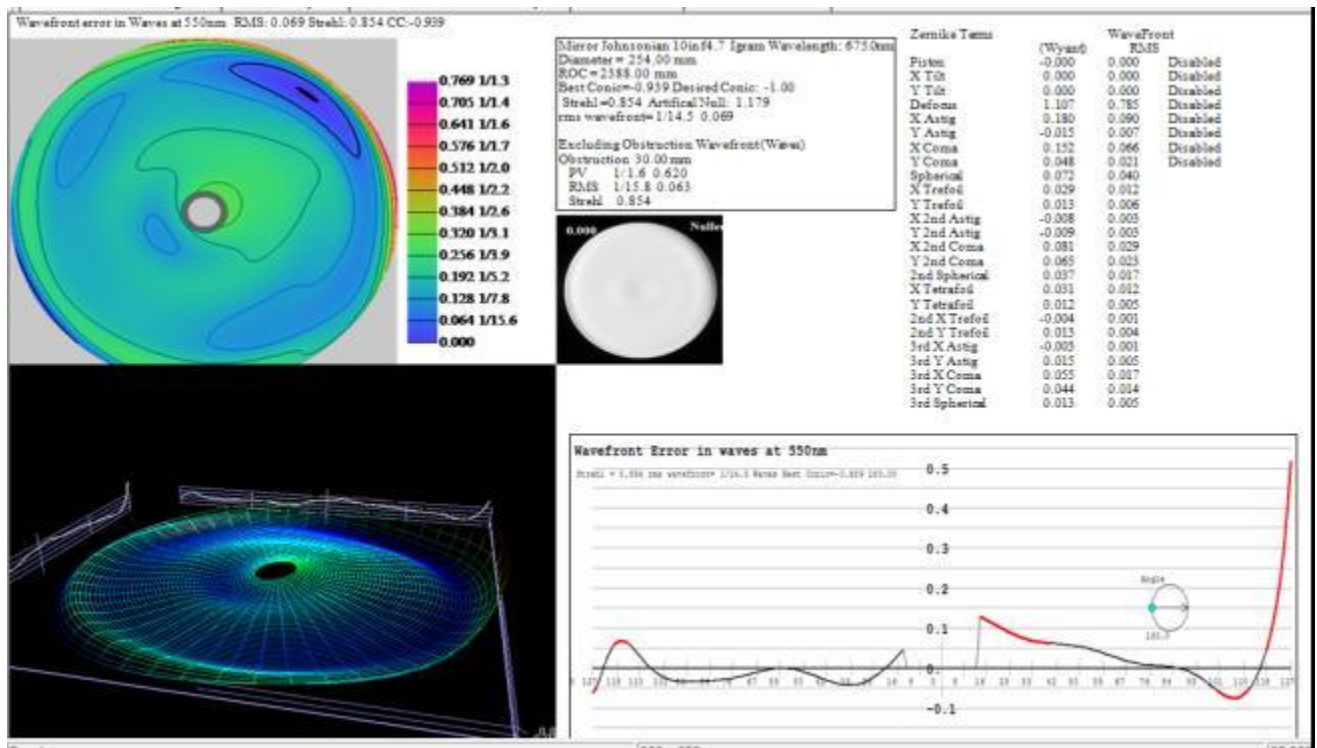 Wavefront error in Waves at 550nm RMS: 0.069 Strehl: 0.854 CC:-0.939
0.769 1/1.3
0.705 1/1.4
0.641 1/1.6
0.576 1/1.7
0.512 1/2.0
0.448 1/2.2
0.384 1/2.6
0.320 1/3.1
0.256 1/3.9
0.192 1/5.2
0.128 1/7.8
0.064 1/15.6
0.000
Mirror Johnsonian 10inf4.7 Igram Wavelength: 675.0nm
Diameter = 254.00 mm
ROC = 2388.00 mm
Best Conic=-0.939 Desired Conic: -1.00
Strehl =0.854 Artifical Null: 1.179
rms wavefront= 1/14.5 0.069
Excluding Obstruction Wavefront (Waves)
Obstruction 30.00 mm
PV 1/1.6 0.620
RMS 1/15.8 0.063
Strehl 0.854
0.000 Nulled
Zernike Terms WaveFront
(Wyant) RMS
Piston -0.000 0.000 Disabled
X Tilt 0.000 0.000 Disabled
Y Tilt 0.000 0.000 Disabled
Defocus 1.107 0.785 Disabled
X Astig 0.180 0.090 Disabled
Y Astig -0.015 0.007 Disabled
X Coma 0.152 0.066 Disabled
Y Coma 0.048 0.021 Disabled
Spherical 0.072 0.040
X Trefoil 0.029 0.012
Y Trefoil 0.013 0.006
X 2nd Astig -0.008 0.003
Y 2nd Astig -0.009 0.003
X 2nd Coma 0.081 0.029
Y 2nd Coma 0.065 0.023
2nd Spherical 0.037 0.017
X Tetrafoil 0.031 0.012
Y Tetrafoil 0.012 0.005
2nd X Trefoil -0.004 0.001
2nd Y Trefoil 0.013 0.004
3rd X Astig -0.003 0.001
3rd Y Astig 0.015 0.005
3rd X Coma 0.055 0.017
3rd Y Coma 0.044 0.014
3rd Spherical 0.013 0.005
Wavefront Error in waves at 550nm
0.5
0.4
0.3
0.2
0.1
0
-0.1
Angle